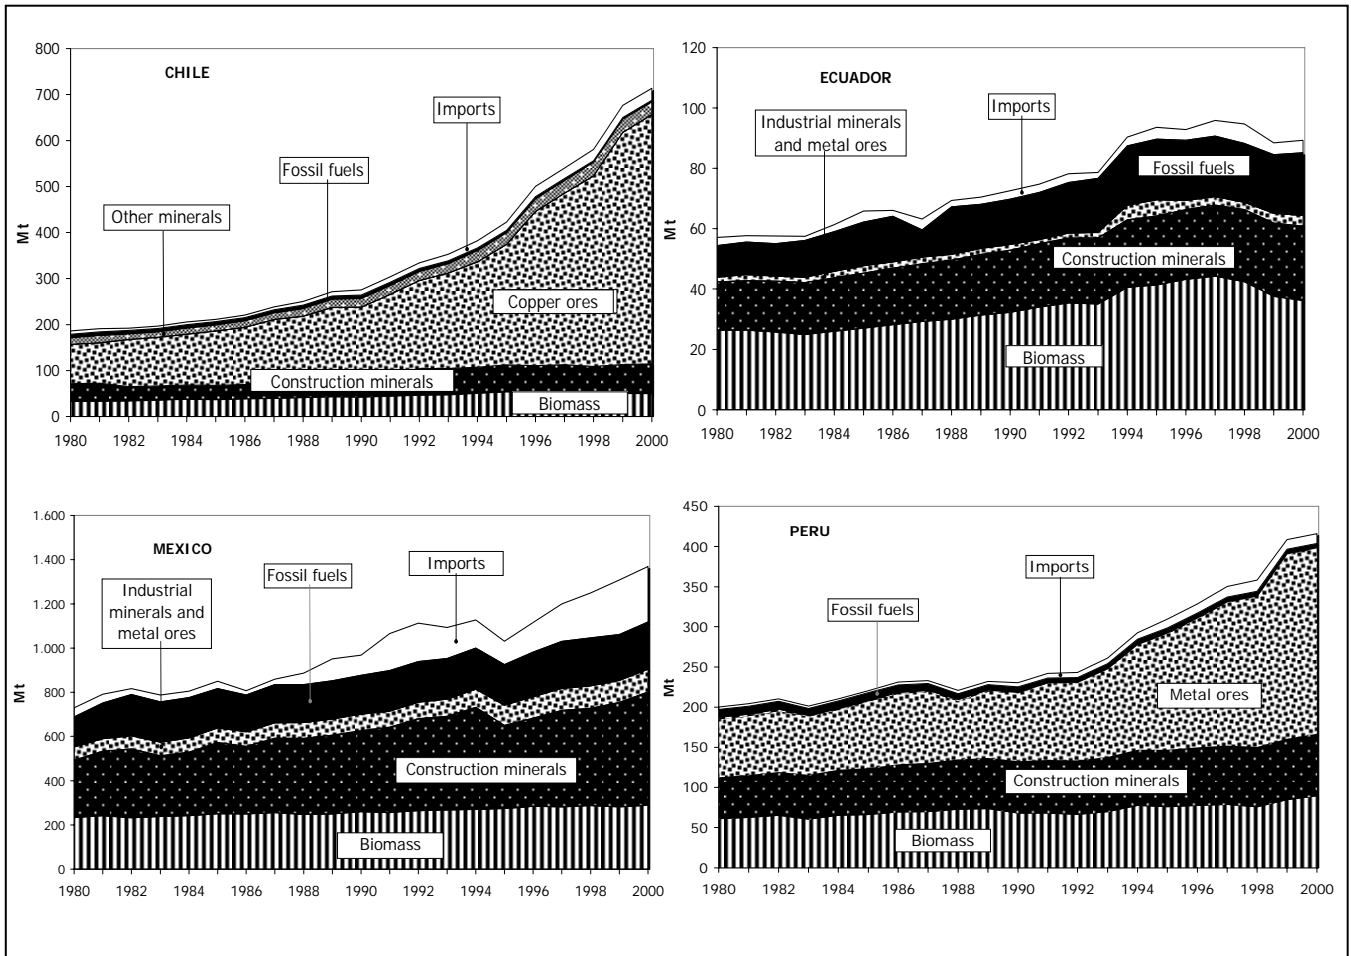 CHILE
Mt
800
700
600
500
400
300
200
100
0
Imports
Fossil fuels
Other minerals
Copper ores
Construction minerals
Biomass
1980 1982 1984 1986 1988 1990 1992 1994 1996 1998 2000
ECUADOR
Mt
120
100
80
60
40
20
0
Imports
Industrial minerals
and metal ores
Fossil fuels
Construction minerals
Biomass
1980 1982 1984 1986 1988 1990 1992 1994 1996 1998 2000
MEXICO
Mt
1.600
1.400
1.200
1.000
800
600
400
200
0
Imports
Fossil fuels
Industrial
minerals and
metal ores
Construction minerals
Biomass
1980 1982 1984 1986 1988 1990 1992 1994 1996 1998 2000
PERU
Mt
450
400
350
300
250
200
150
100
50
0
Imports
Fossil fuels
Metal ores
Construction minerals
Biomass
1980 1982 1984 1986 1988 1990 1992 1994 1996 1998 2000